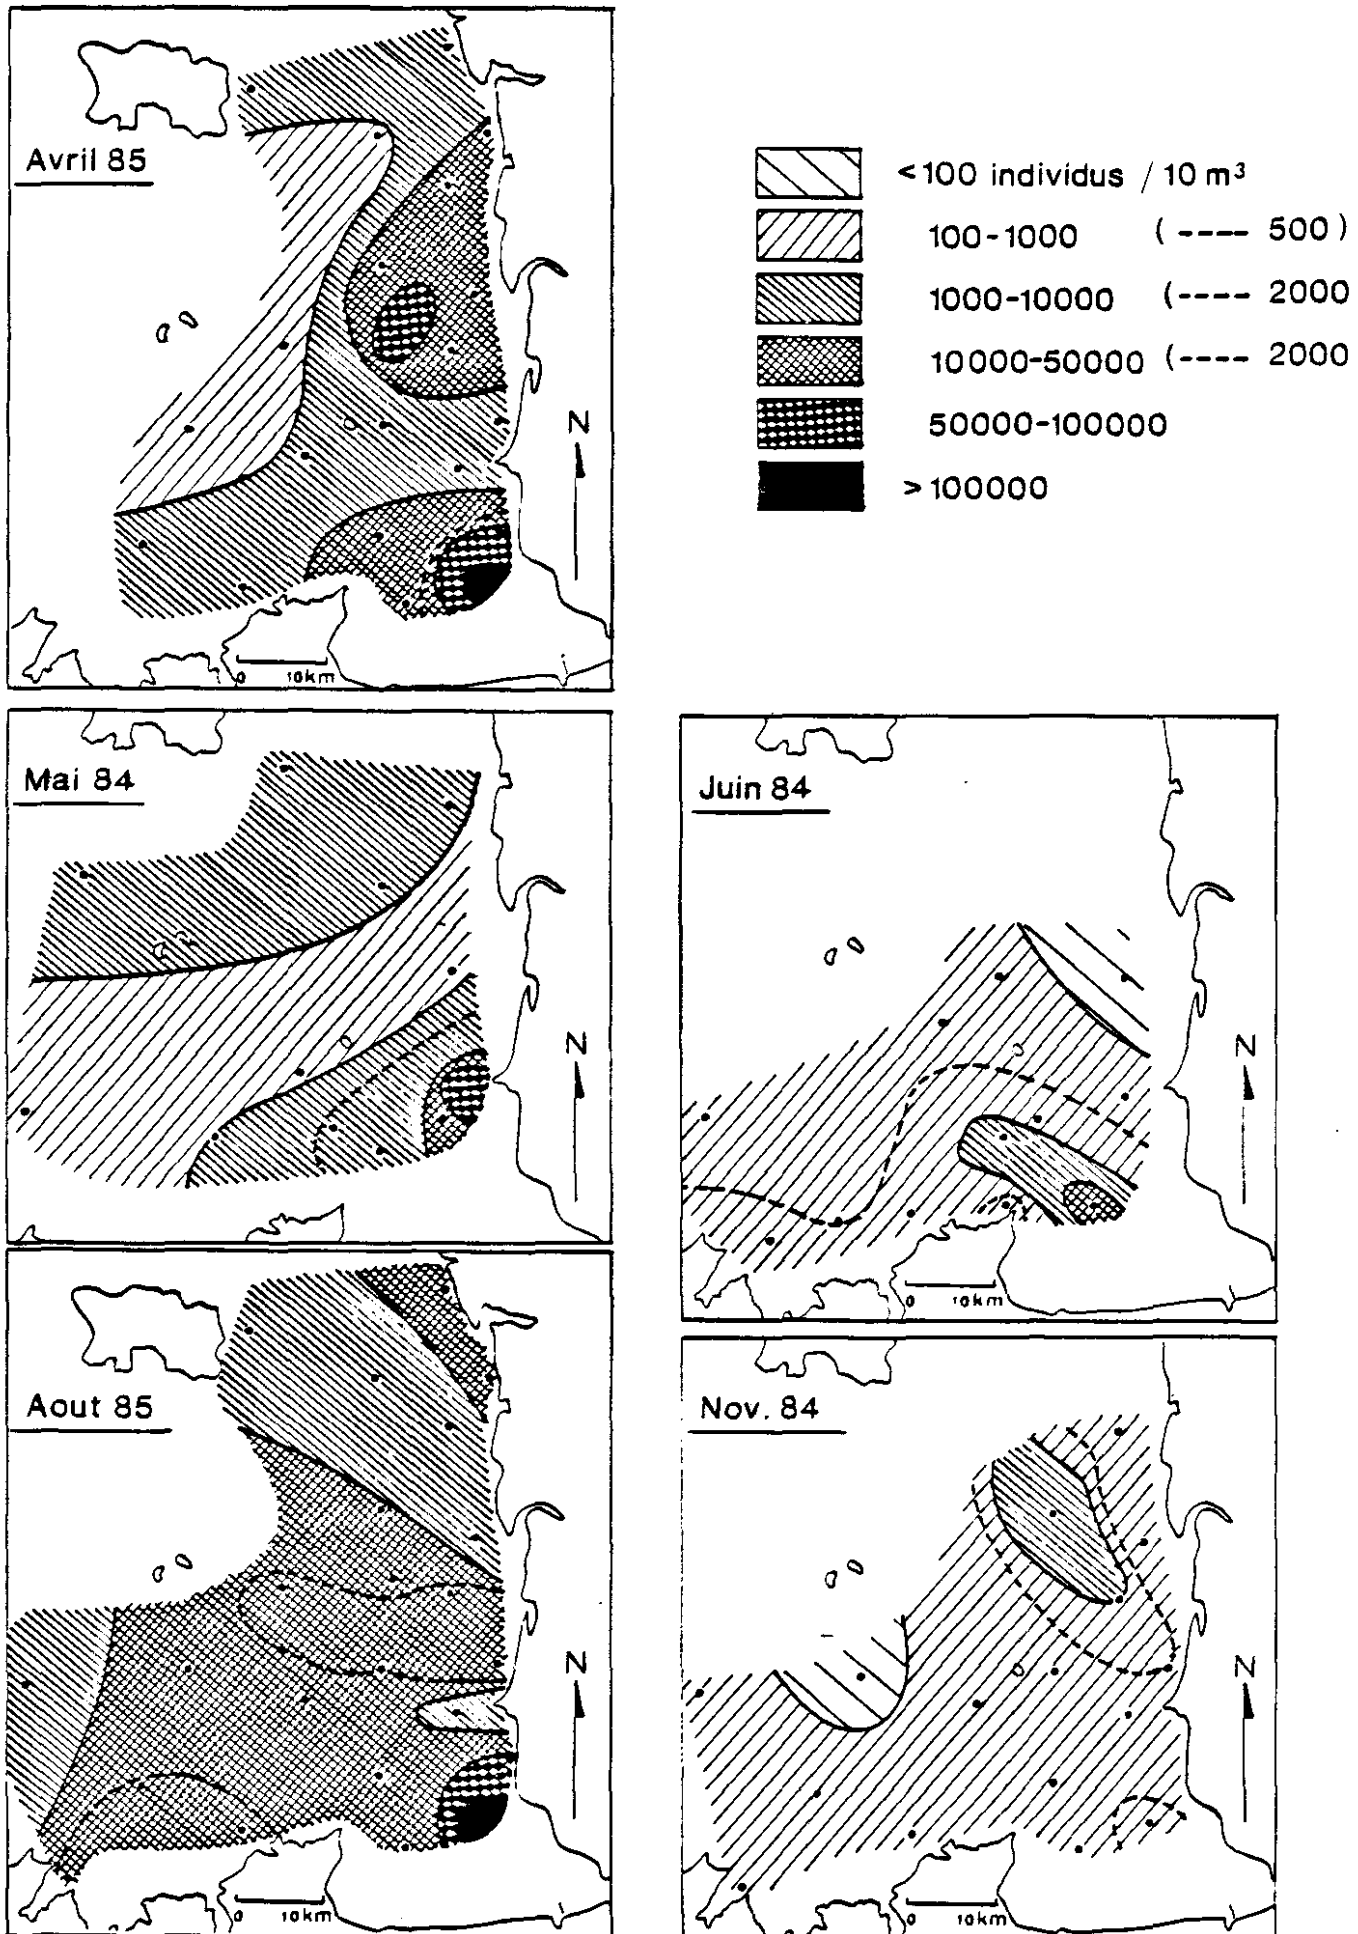 Avril 85
<100 individus / 10 m³
100-1000 ( ---- 500 )
1000-10000 (---- 2000
10000-50000 (---- 2000
50000-100000
>100000
N
0 10km
Mai 84
N
Juin 84
N
0 10km
Aout 85
N
0 10km
Nov. 84
N
0 10km